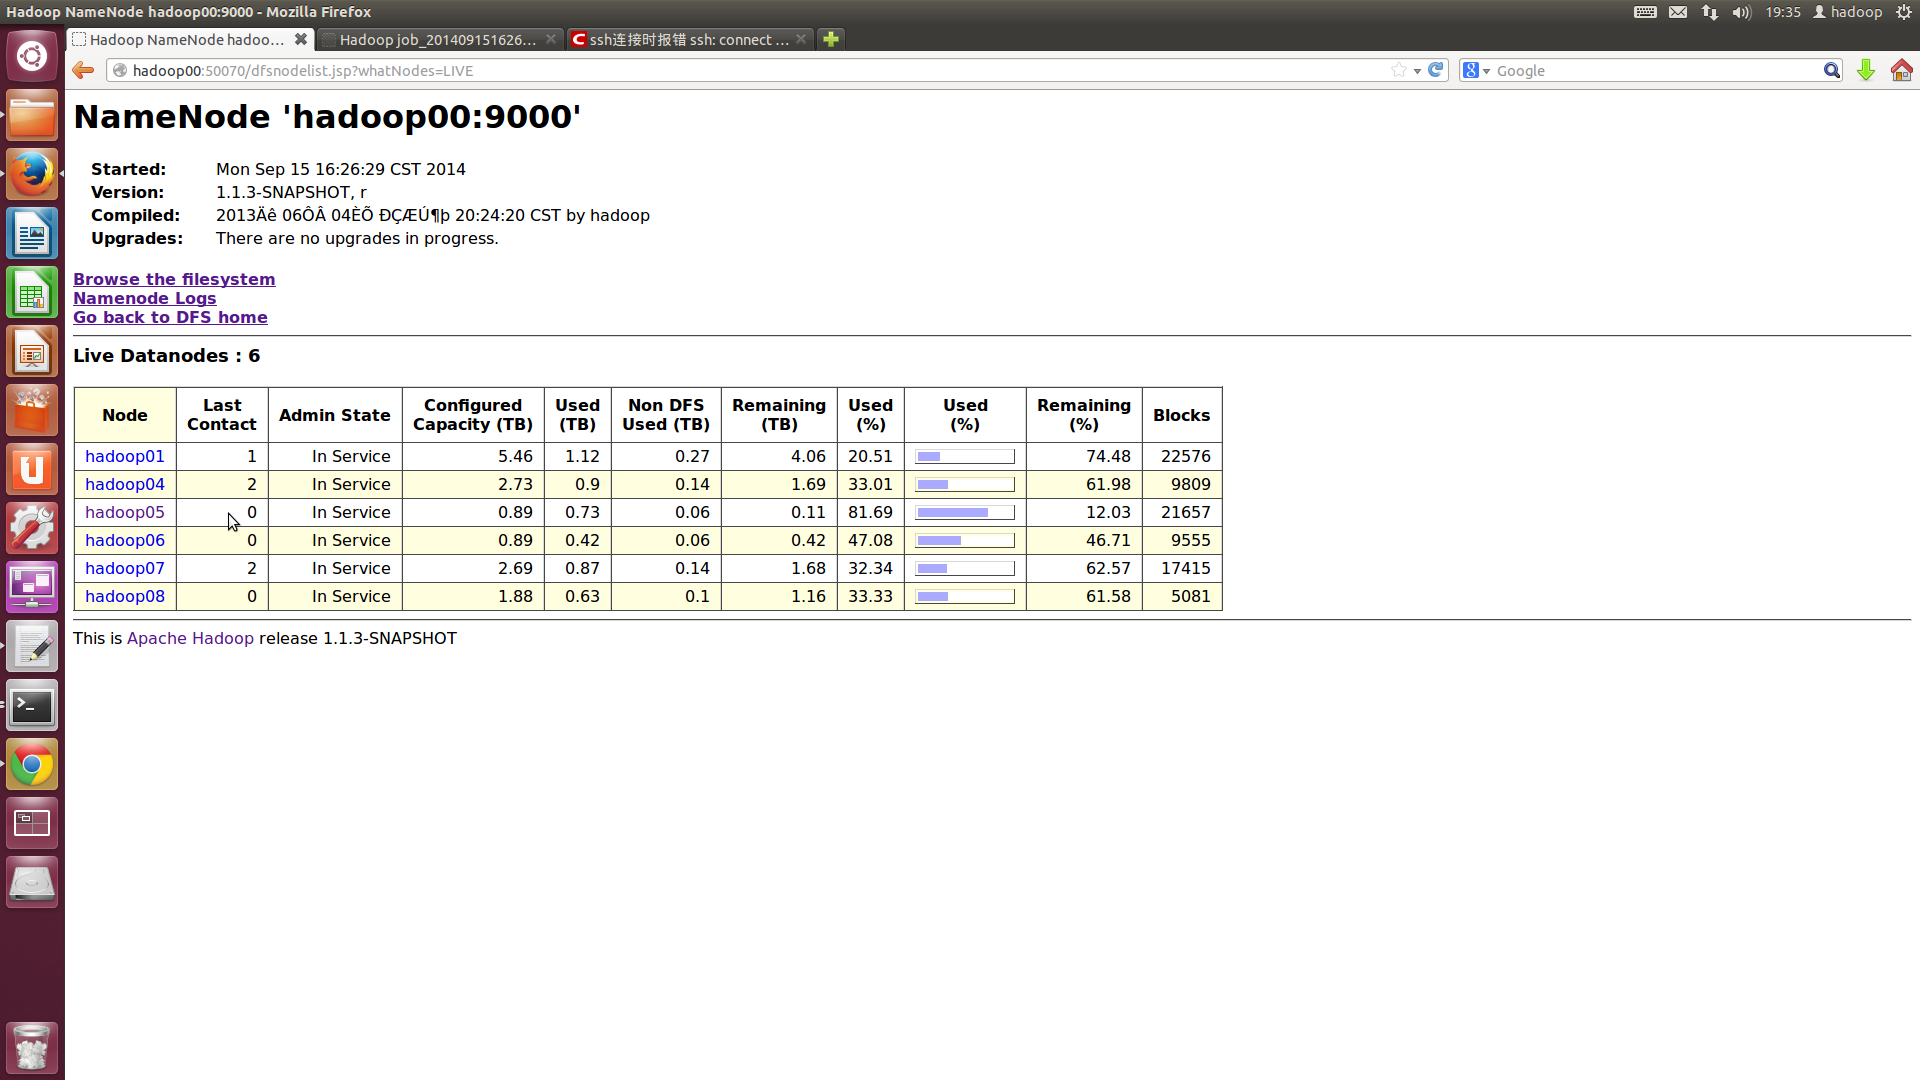 Hadoop NameNode hadoop00:9000 - Mozilla Firefox
19:35 hadoop
Hadoop NameNode hadoo... Hadoop job_201409151626... ssh连接时报错 ssh: connect ...
hadoop00:50070/dfsnodelist.jsp?whatNodes=LIVE Google
NameNode 'hadoop00:9000'
Started: Mon Sep 15 16:26:29 CST 2014
Version: 1.1.3-SNAPSHOT, r
Compiled: 2013Äê 06ÔÂ 04ÈÕ ÐÇÆÚ¶þ 20:24:20 CST by hadoop
Upgrades: There are no upgrades in progress.
Browse the filesystem
Namenode Logs
Go back to DFS home
Live Datanodes : 6
Node Last Contact Admin State Configured Capacity (TB) Used (TB) Non DFS Used (TB) Remaining (TB) Used (%) Used (%) Remaining (%) Blocks
hadoop01 1 In Service 5.46 1.12 0.27 4.06 20.51 74.48 22576
hadoop04 2 In Service 2.73 0.9 0.14 1.69 33.01 61.98 9809
hadoop05 0 In Service 0.89 0.73 0.06 0.11 81.69 12.03 21657
hadoop06 0 In Service 0.89 0.42 0.06 0.42 47.08 46.71 9555
hadoop07 2 In Service 2.69 0.87 0.14 1.68 32.34 62.57 17415
hadoop08 0 In Service 1.88 0.63 0.1 1.16 33.33 61.58 5081
This is Apache Hadoop release 1.1.3-SNAPSHOT